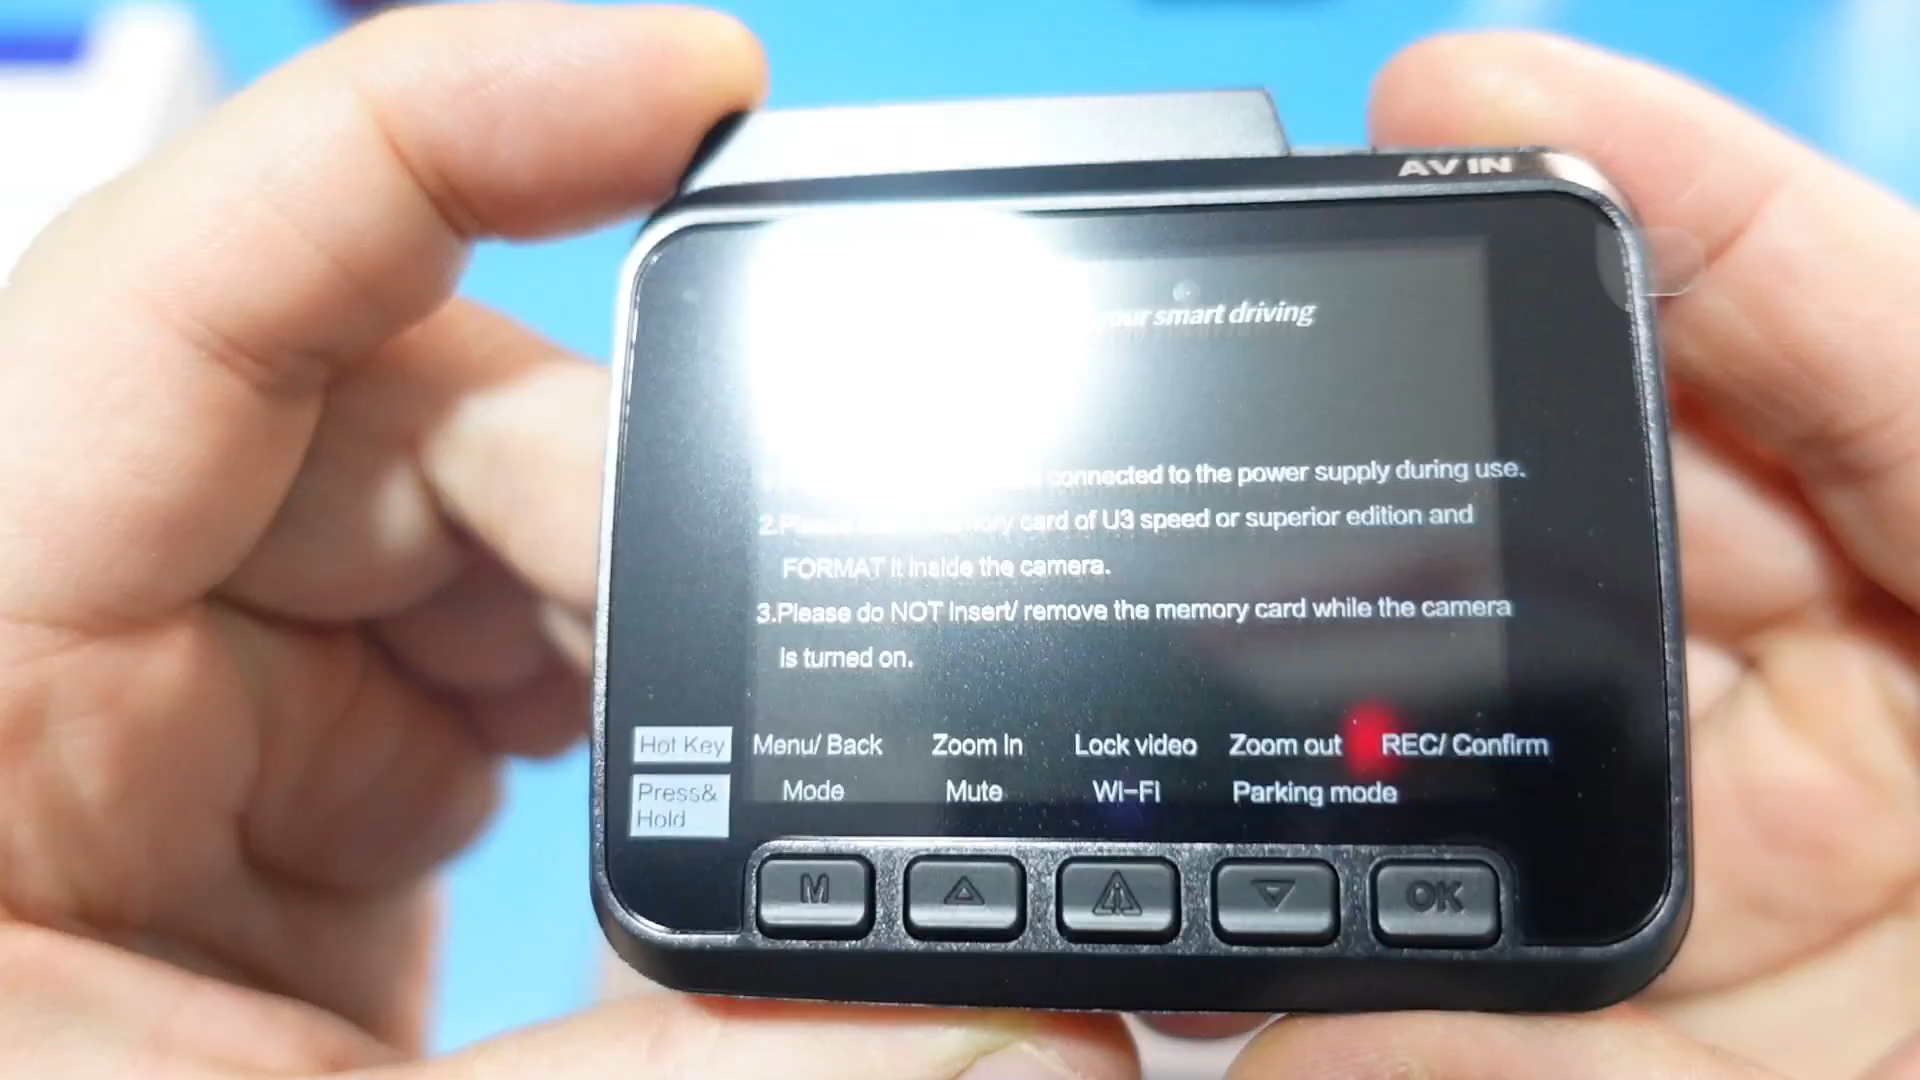 AV IN
your smart driving
connected to the power supply during use.
2.Please memory card of U3 speed or superior edition and
FORMAT it inside the camera.
3.Please do NOT insert/ remove the memory card while the camera
is turned on.
Hot Key Menu/ Back Zoom in Lock video Zoom out REC/ Confirm
Press& Hold Mode Mute Wi-Fi Parking mode
M OK